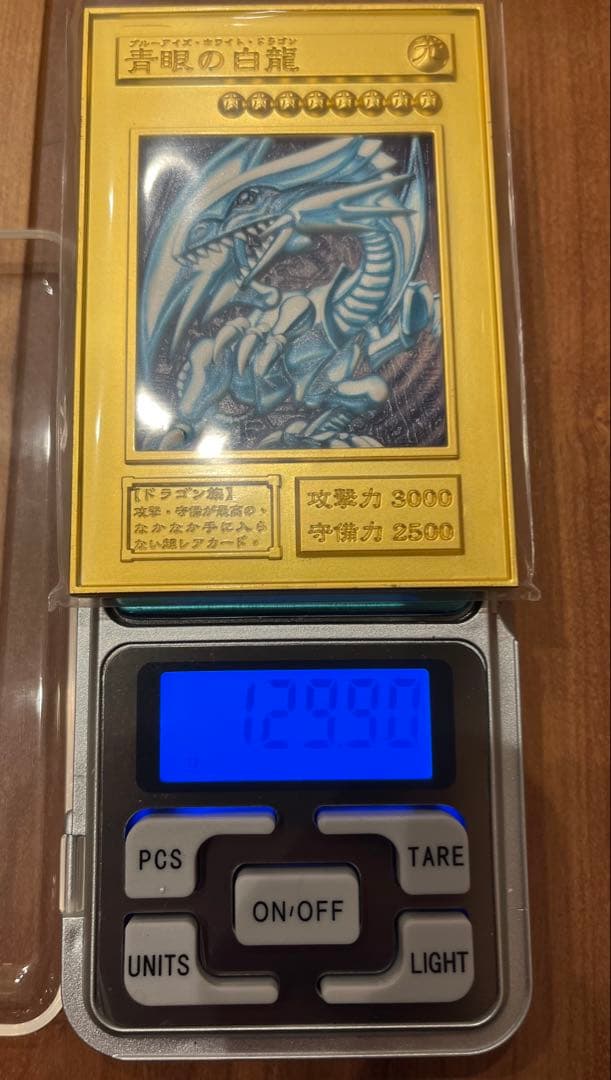 ブルーアイズ・ホワイト・ドラゴン
青眼の白龍
光
【ドラゴン族】
攻撃・守備が最高の、
なかなか手に入ら
ない超レアカード。
攻撃力 3000
守備力 2500
129.90
PCS
TARE
ON/OFF
UNITS
LIGHT